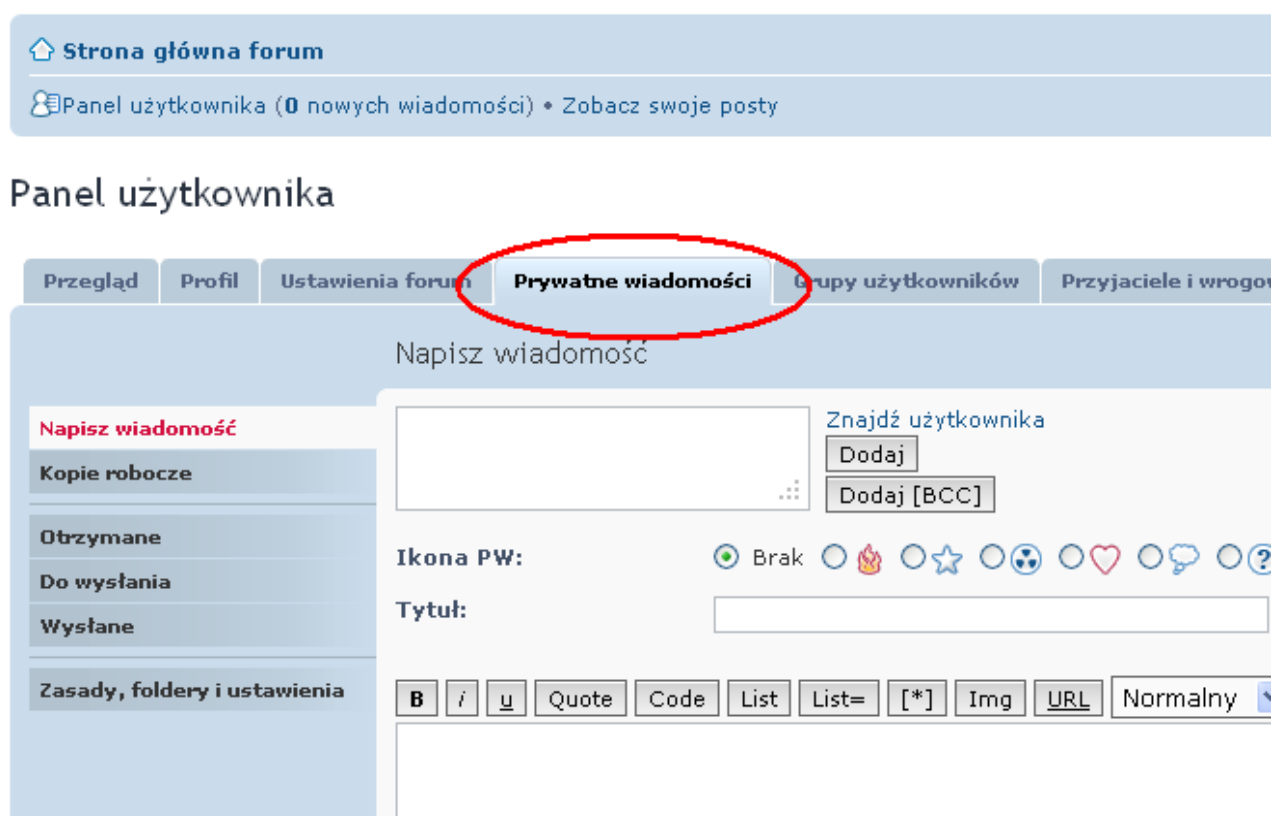 Strona główna forum
Panel użytkownika (0 nowych wiadomości) • Zobacz swoje posty
Panel użytkownika
Przegląd Profil Ustawienia forum Prywatne wiadomości Grupy użytkowników Przyjaciele i wrogow
Napisz wiadomość
Napisz wiadomość
Kopie robocze
Otrzymane
Do wysłania
Wysłane
Zasady, foldery i ustawienia
Znajdź użytkownika
Dodaj
Dodaj [BCC]
Ikona PW: Brak
Tytuł:
B i u Quote Code List List= [*] Img URL Normalny